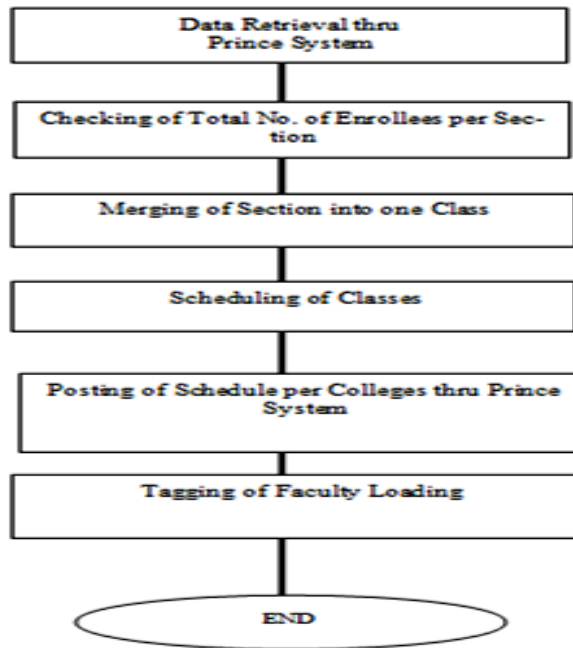 Data Retrieval thru
Prince System
Checking of Total No. of Enrollees per Sec-
tion
Merging of Section into one Class
Scheduling of Classes
Posting of Schedule per Colleges thru Prince
System
Tagging of Faculty Loading
END